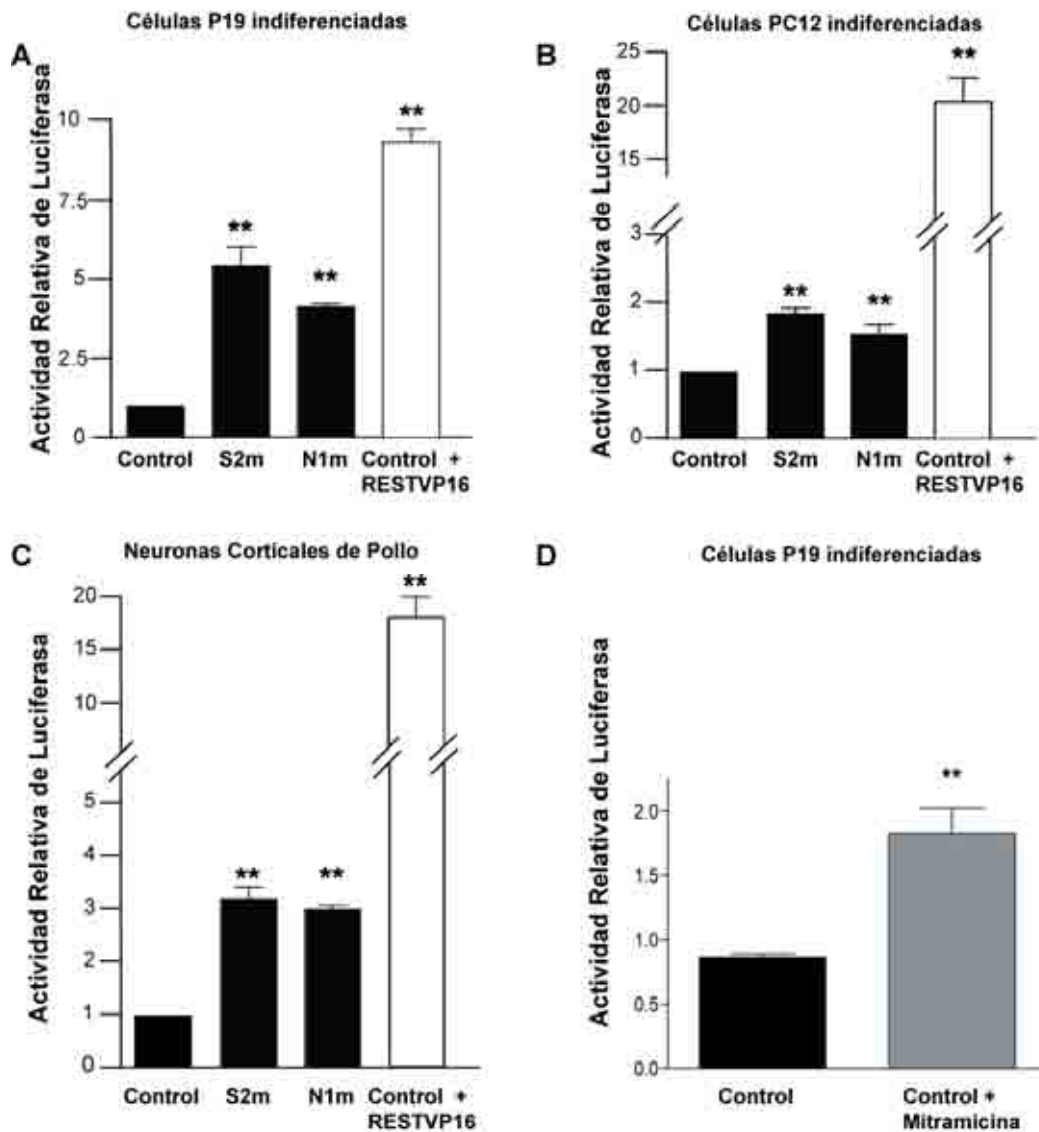 Células P19 indiferenciadas
A
Actividad Relativa de Luciferasa
10
7.5
5
2.5
0
**
**
**
Control S2m N1m Control +
RESTVP16
Células PC12 indiferenciadas
B
Actividad Relativa de Luciferasa
25
20
15
3
2
1
0
**
**
**
Control S2m N1m Control +
RESTVP16
C
Neuronas Corticales de Pollo
Actividad Relativa de Luciferasa
20
15
10
5
4
3
2
1
0
**
**
**
Control S2m N1m Control +
RESTVP16
D
Células P19 indiferenciadas
Actividad Relativa de Luciferasa
2.0
1.5
1.0
0.5
0.0
**
Control Control +
Mitramicina